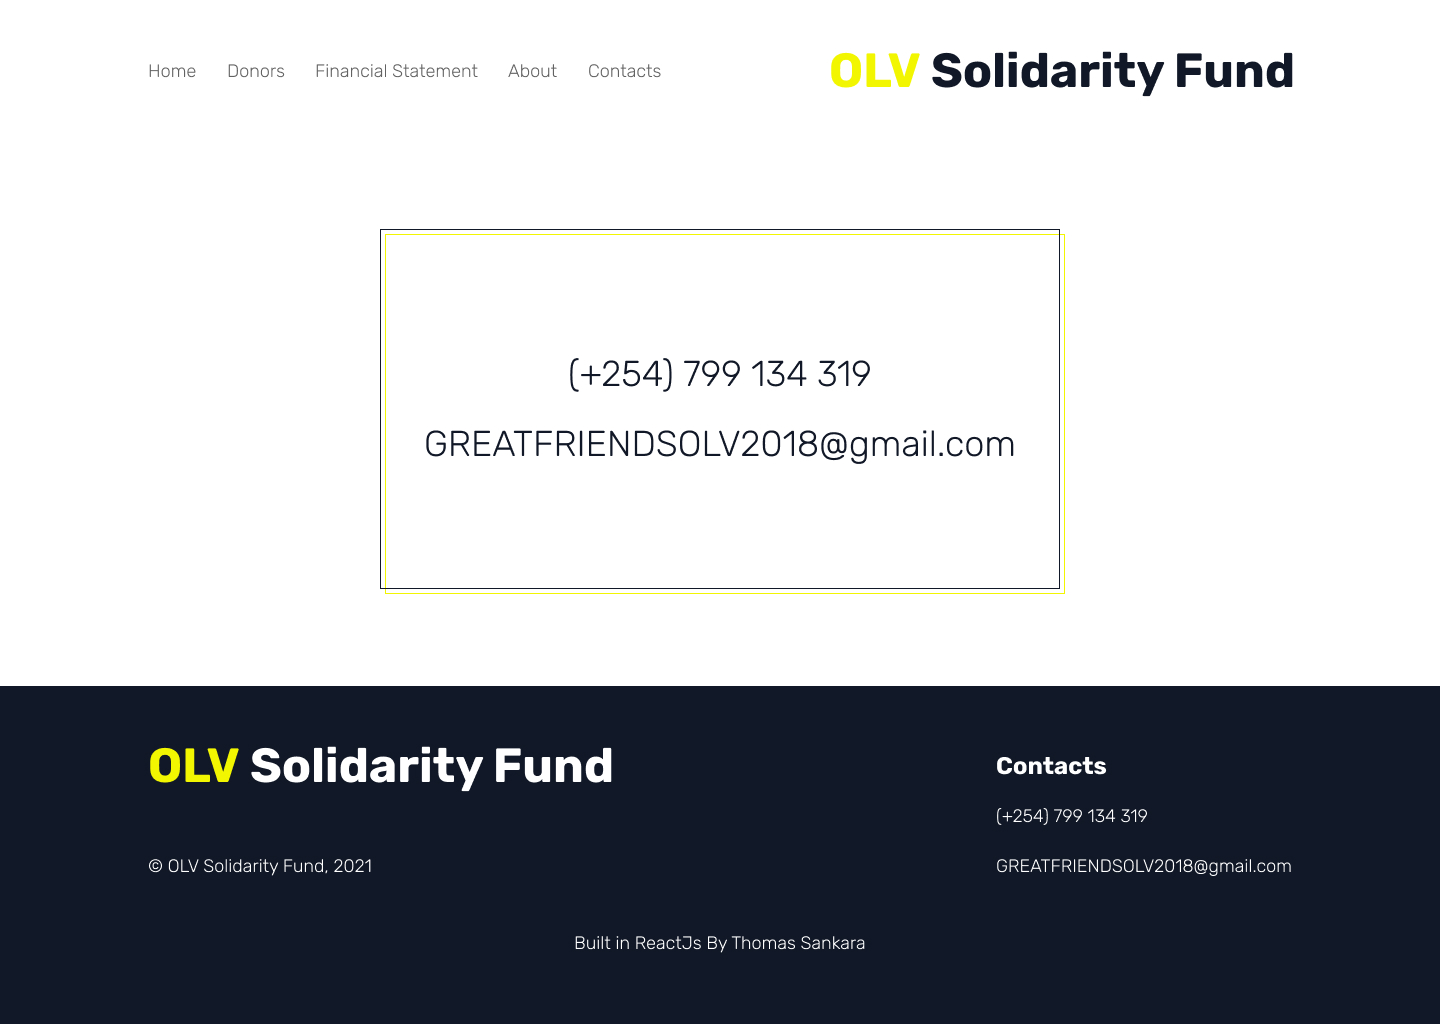 Home Donors Financial Statement About Contacts
OLV Solidarity Fund
(+254) 799 134 319
GREATFRIENDSOLV2018@gmail.com
OLV Solidarity Fund
© OLV Solidarity Fund, 2021
Contacts
(+254) 799 134 319
GREATFRIENDSOLV2018@gmail.com
Built in ReactJs By Thomas Sankara